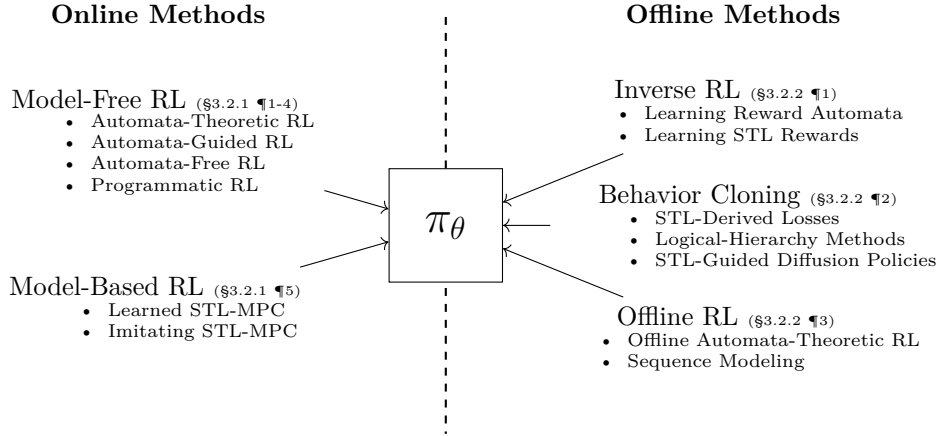 Online Methods
Model-Free RL (§3.2.1 ¶1-4)
• Automata-Theoretic RL
• Automata-Guided RL
• Automata-Free RL
• Programmatic RL
Model-Based RL (§3.2.1 ¶5)
• Learned STL-MPC
• Imitating STL-MPC
πθ
Offline Methods
Inverse RL (§3.2.2 ¶1)
• Learning Reward Automata
• Learning STL Rewards
Behavior Cloning (§3.2.2 ¶2)
• STL-Derived Losses
• Logical-Hierarchy Methods
• STL-Guided Diffusion Policies
Offline RL (§3.2.2 ¶3)
• Offline Automata-Theoretic RL
• Sequence Modeling